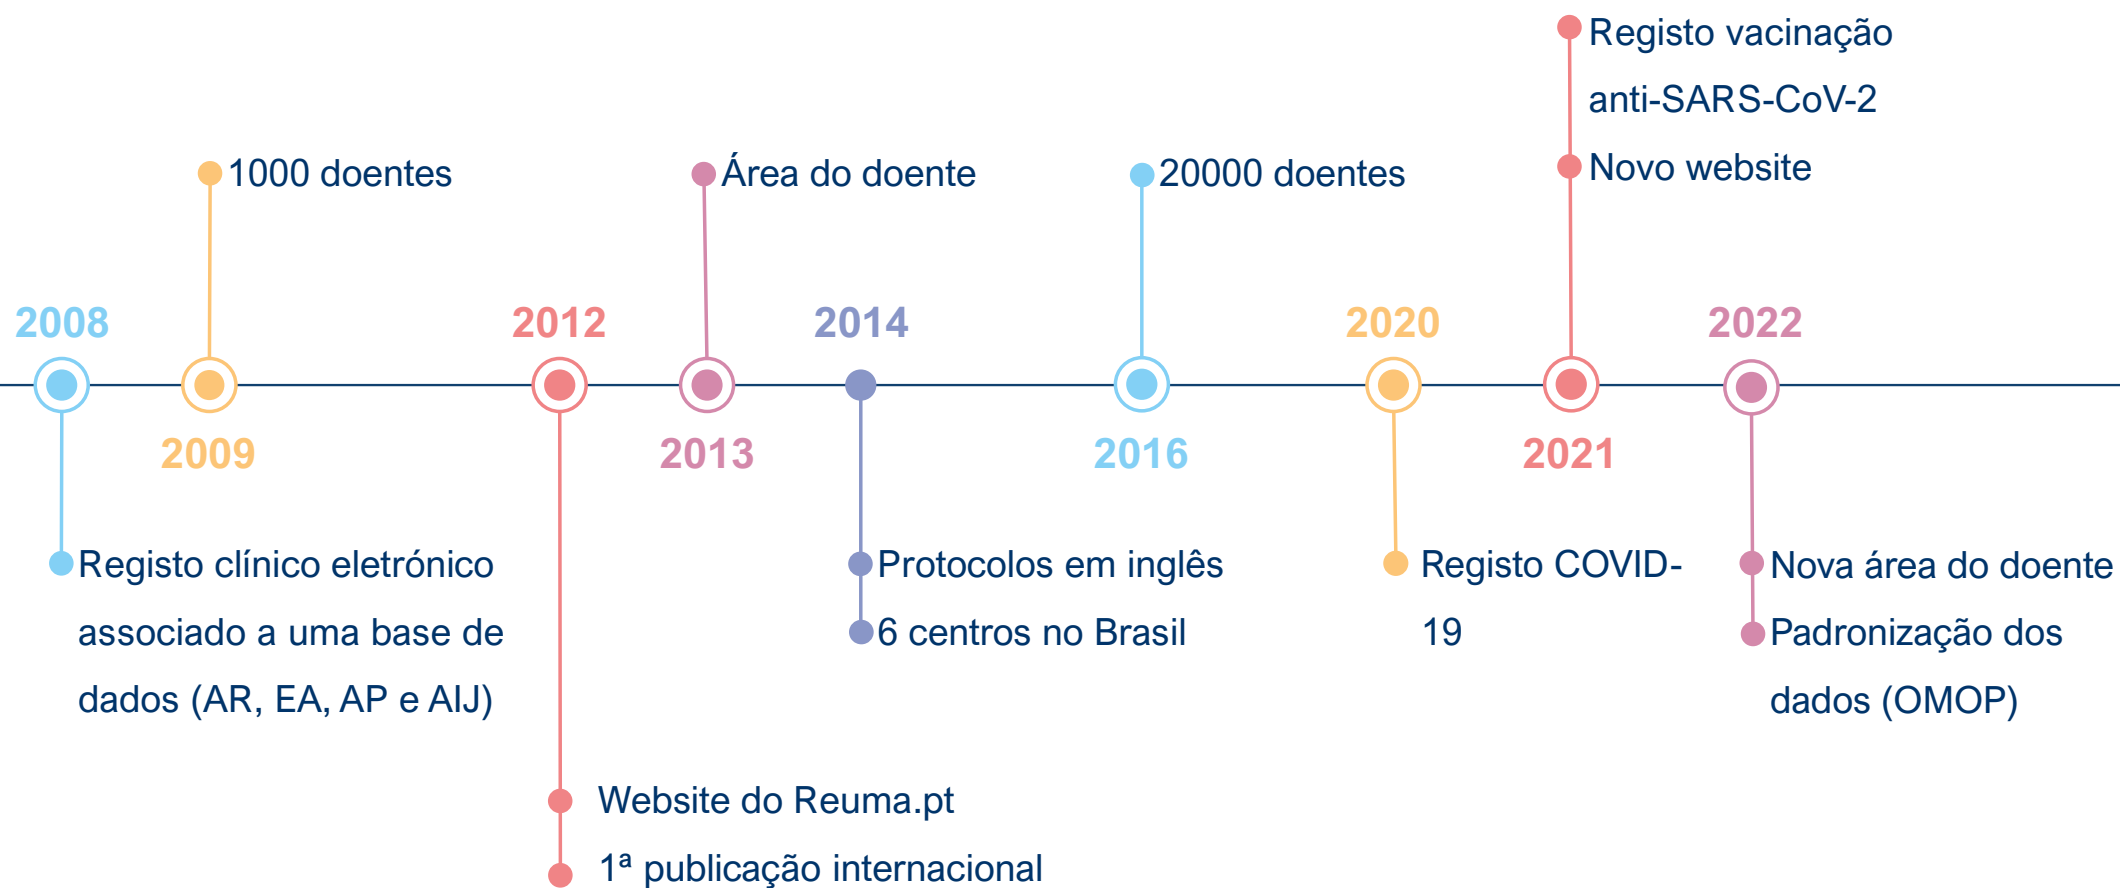 Registo vacinação
anti-SARS-CoV-2
Novo website
1000 doentes
Área do doente
20000 doentes
2008
2012
2014
2020
2022
2009
2013
2016
2021
Registo clínico eletrónico
associado a uma base de
dados (AR, EA, AP e AIJ)
Protocolos em inglês
6 centros no Brasil
Registo COVID-
19
Nova área do doente
Padronização dos
dados (OMOP)
Website do Reuma.pt
1ª publicação internacional